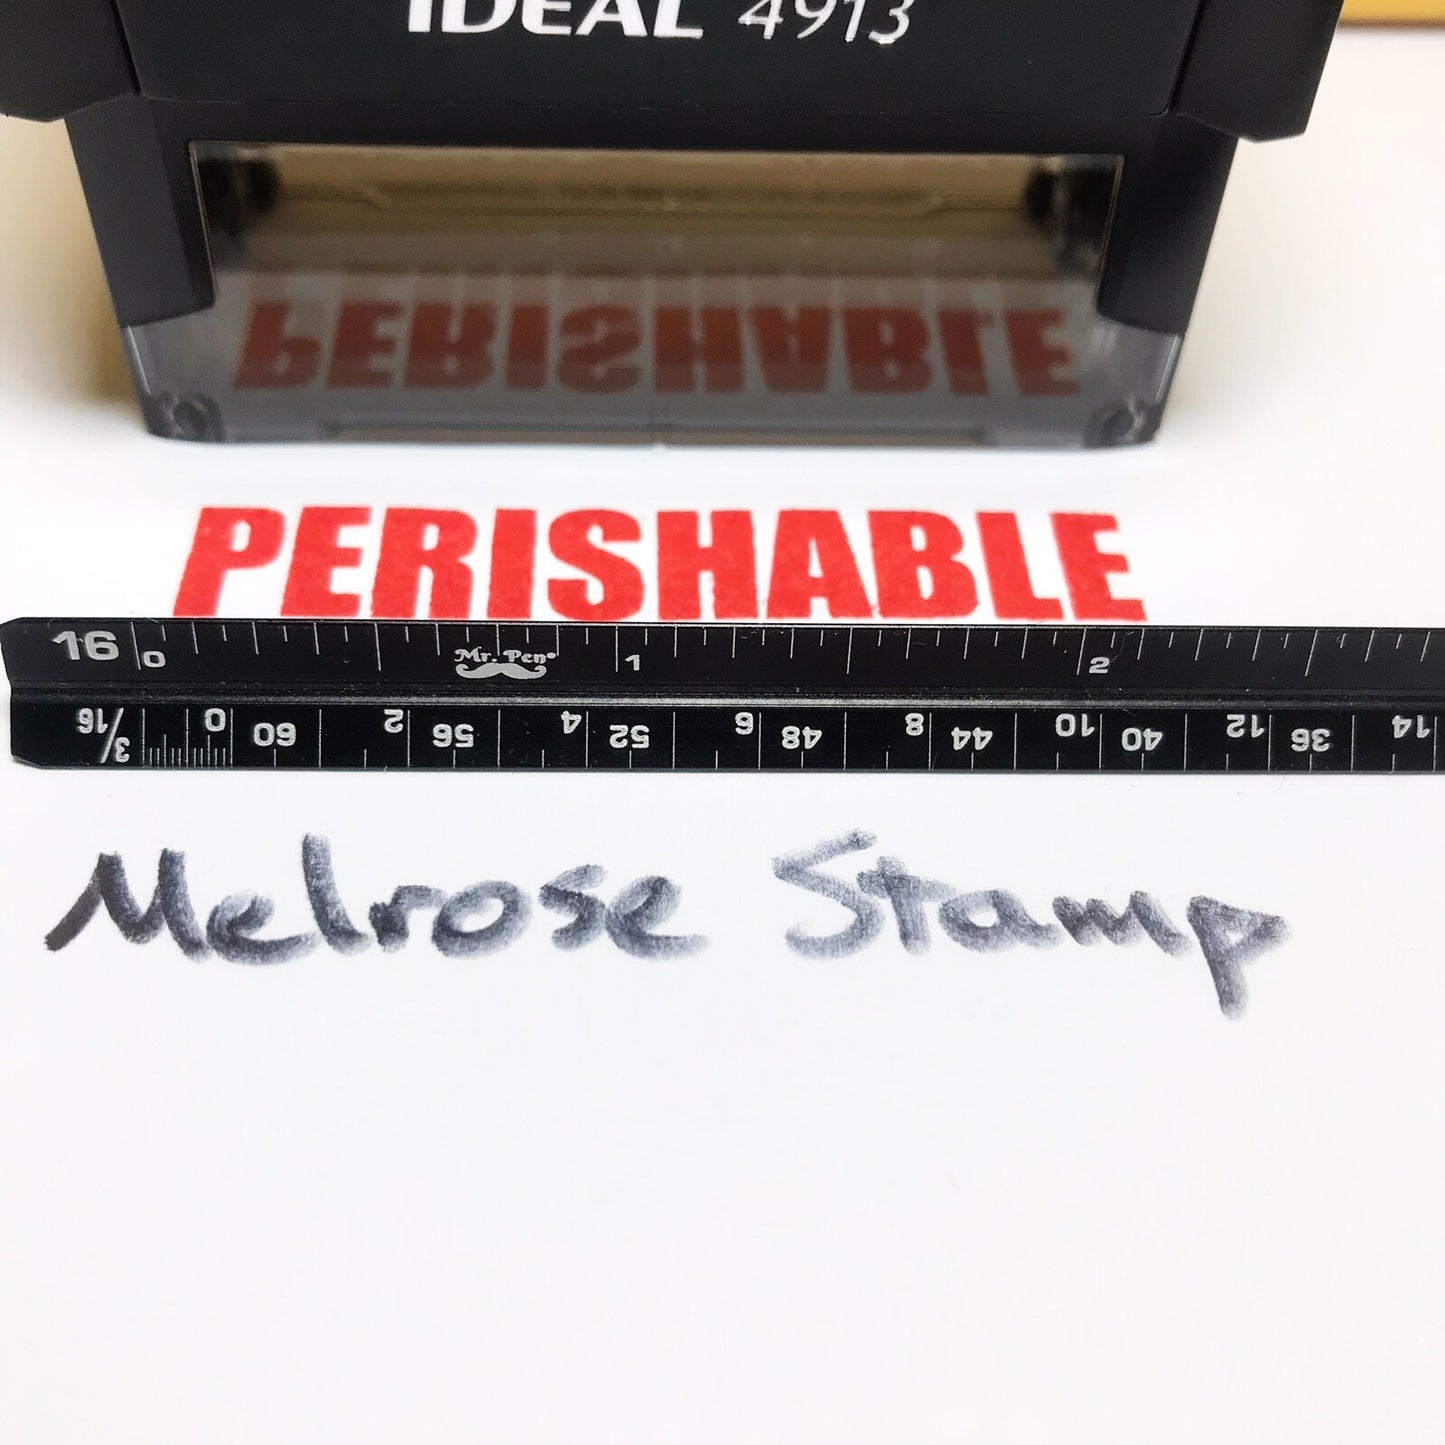 IDEAL 4913
PERISHABLE
PERISHABLE
16 0 Mr. Pen® 1 2
3/16 0 60 2 56 4 52 6 48 8 44 10 40 12 36 14
Melrose Stamp